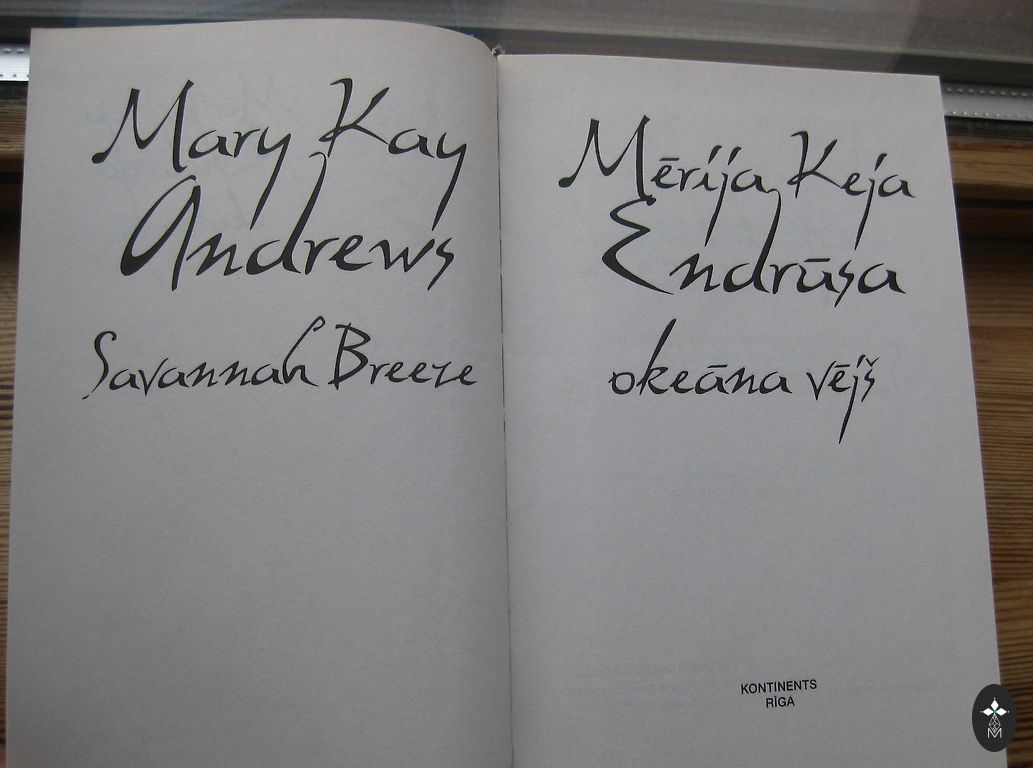 Mary Kay
Andrews
Savannah Breeze
Mērija Keja
Endrūsa
okeāna vējš
KONTINENTS
RĪGA
M